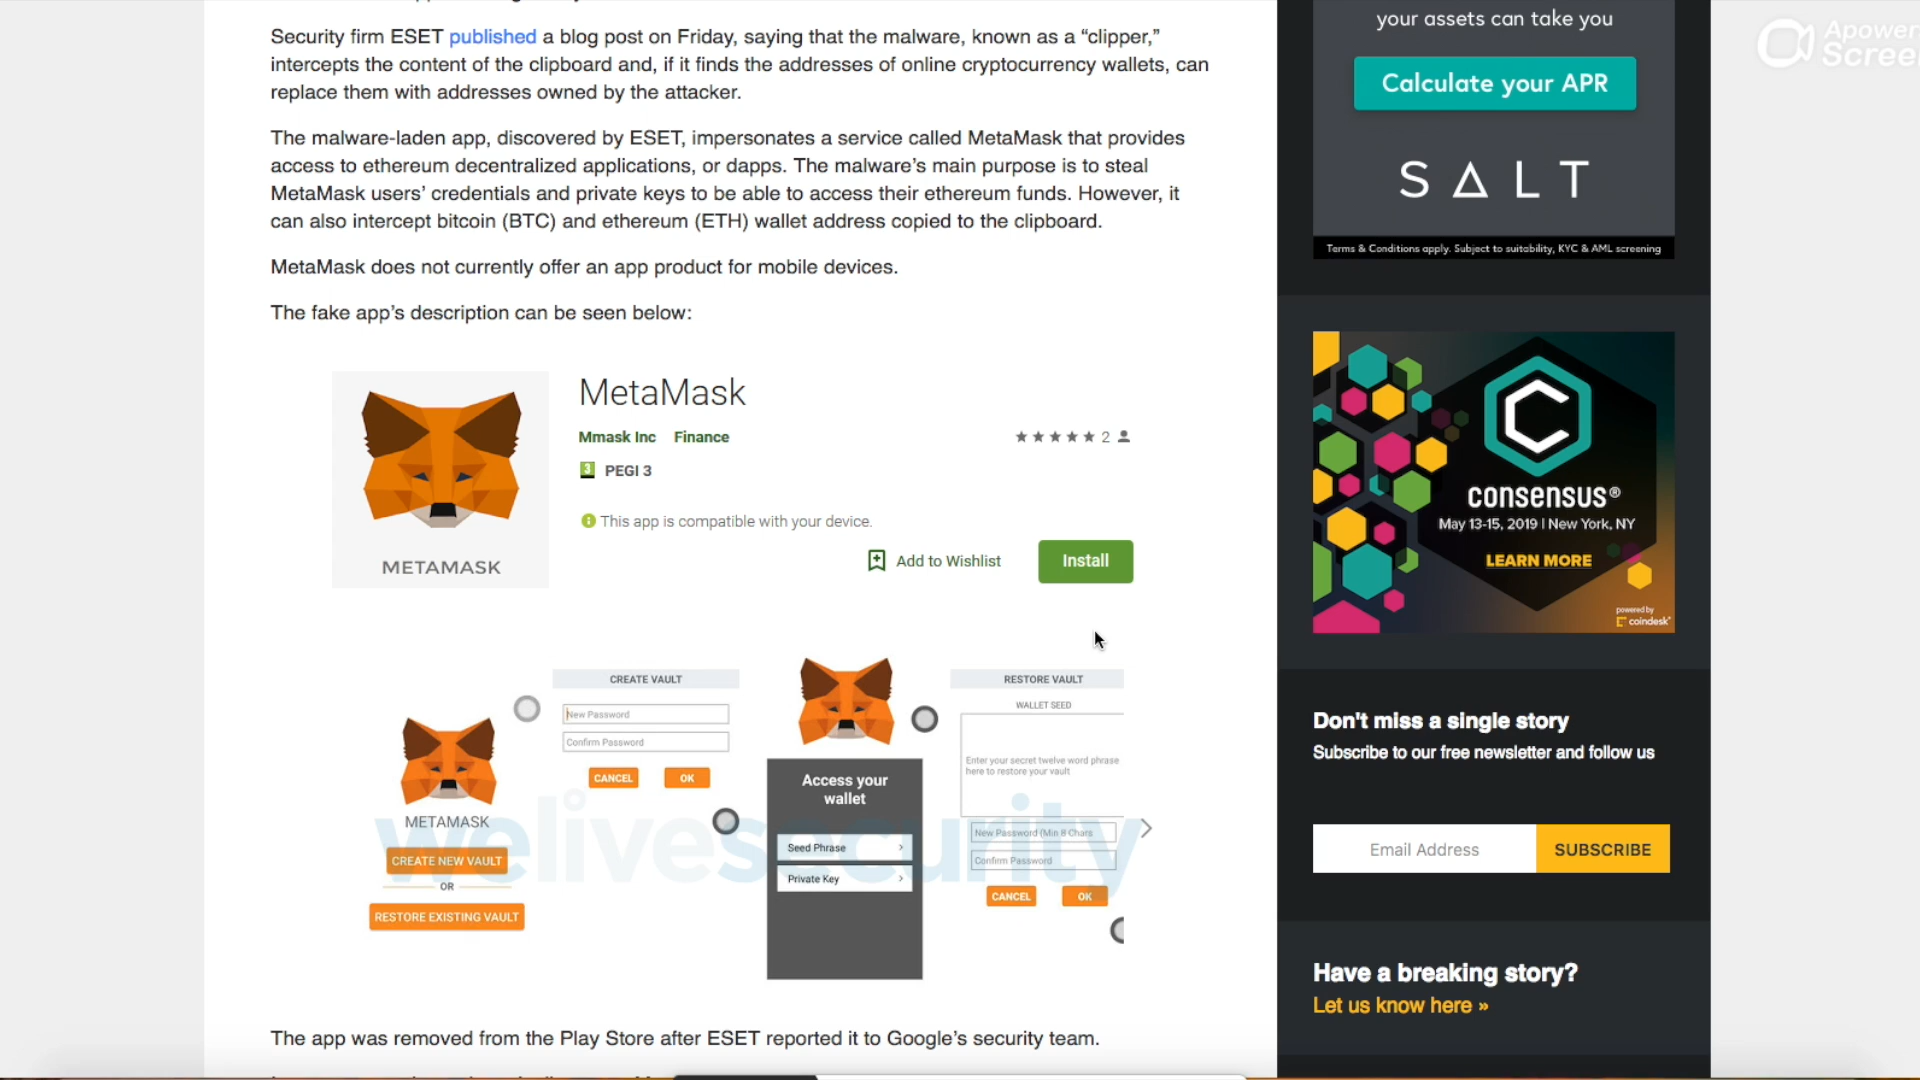 Security firm ESET published a blog post on Friday, saying that the malware, known as a “clipper,”
intercepts the content of the clipboard and, if it finds the addresses of online cryptocurrency wallets, can
replace them with addresses owned by the attacker.
The malware-laden app, discovered by ESET, impersonates a service called MetaMask that provides
access to ethereum decentralized applications, or dapps. The malware’s main purpose is to steal
MetaMask users’ credentials and private keys to be able to access their ethereum funds. However, it
can also intercept bitcoin (BTC) and ethereum (ETH) wallet address copied to the clipboard.
MetaMask does not currently offer an app product for mobile devices.
The fake app’s description can be seen below:
METAMASK
MetaMask
Mmask Inc Finance
2
3 PEGI 3
This app is compatible with your device.
Add to Wishlist
Install
METAMASK
CREATE NEW VAULT
OR
RESTORE EXISTING VAULT
CREATE VAULT
New Password
Confirm Password
CANCEL OK
Access your
wallet
Seed Phrase
Private Key
RESTORE VAULT
WALLET SEED
Enter your secret twelve word phrase
here to restore your vault
New Password (Min 8 Chars
Confirm Password
CANCEL OK
welivesecurity
The app was removed from the Play Store after ESET reported it to Google’s security team.
your assets can take you
Calculate your APR
SALT
Terms & Conditions apply. Subject to suitability, KYC & AML screening
consensus®
May 13-15, 2019 | New York, NY
LEARN MORE
powered by
coindesk
Don't miss a single story
Subscribe to our free newsletter and follow us
Email Address
SUBSCRIBE
Have a breaking story?
Let us know here »
Apower
Scree